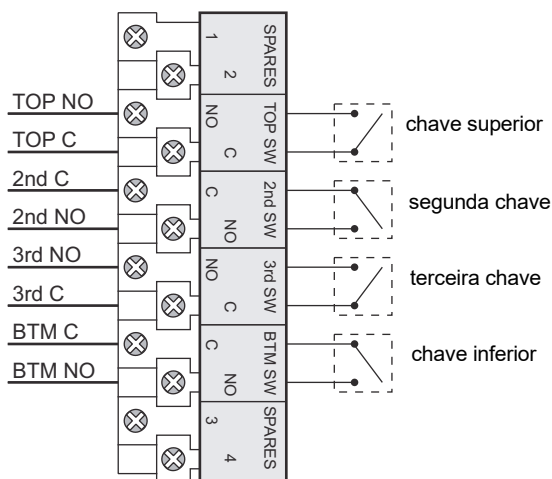 TOP NO
TOP C
2nd C
2nd NO
3rd NO
3rd C
BTM C
BTM NO
1
2
SPARES
NO
C
TOP SW
C
NO
2nd SW
NO
C
3rd SW
C
NO
BTM SW
3
4
SPARES
chave superior
segunda chave
terceira chave
chave inferior